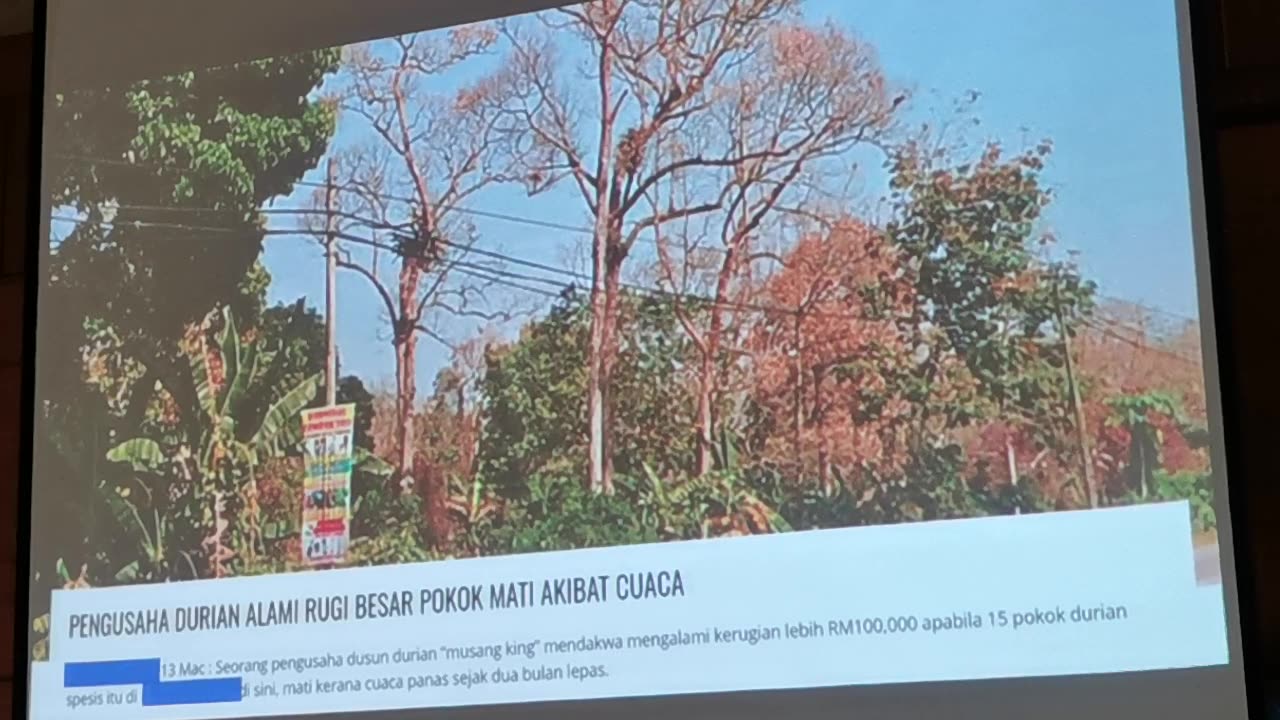 PENGUSAHA DURIAN ALAMI RUGI BESAR POKOK MATI AKIBAT CUACA
13 Mac : Seorang pengusaha dusun durian “musang king” mendakwa mengalami kerugian lebih RM100,000 apabila 15 pokok durian
spesis itu di di sini, mati kerana cuaca panas sejak dua bulan lepas.